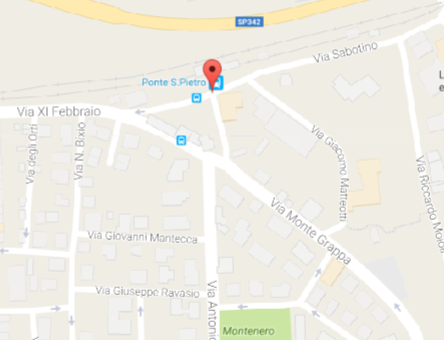 SP342
Via Sabotino
Ponte S.Pietro
Via XI Febbraio
Via degli Orti
Via N. Bixio
Via Giacomo Matteotti
Via Riccardo
Via Monte Grappa
Via Giovanni Mantecca
Via Giuseppe Ravasio
Via Antonio
Montenero